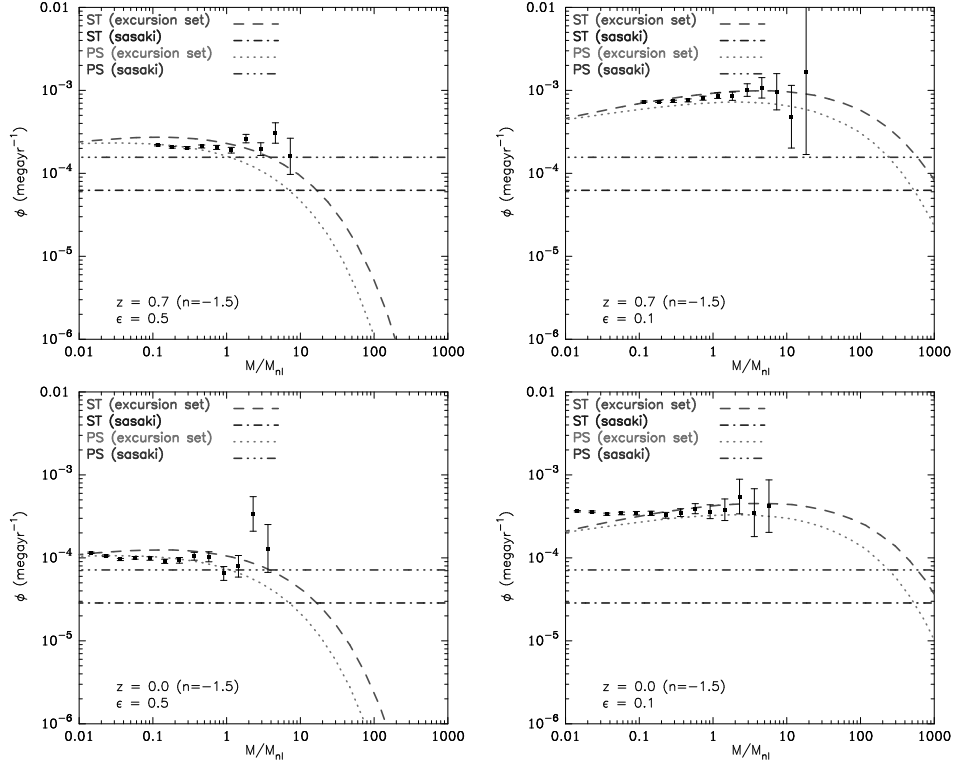 0.01
ST (excursion set)
ST (sasaki)
PS (excursion set)
PS (sasaki)
10⁻³
10⁻⁴
10⁻⁵
10⁻⁶
ϕ (megayr⁻¹)
z = 0.7 (n=−1.5)
ϵ = 0.5
0.01 0.1 1 10 100 1000
M/Mₙₗ
0.01
ST (excursion set)
ST (sasaki)
PS (excursion set)
PS (sasaki)
10⁻³
10⁻⁴
10⁻⁵
10⁻⁶
ϕ (megayr⁻¹)
z = 0.7 (n=−1.5)
ϵ = 0.1
0.01 0.1 1 10 100 1000
M/Mₙₗ
0.01
ST (excursion set)
ST (sasaki)
PS (excursion set)
PS (sasaki)
10⁻³
10⁻⁴
10⁻⁵
10⁻⁶
ϕ (megayr⁻¹)
z = 0.0 (n=−1.5)
ϵ = 0.5
0.01 0.1 1 10 100 1000
M/Mₙₗ
0.01
ST (excursion set)
ST (sasaki)
PS (excursion set)
PS (sasaki)
10⁻³
10⁻⁴
10⁻⁵
10⁻⁶
ϕ (megayr⁻¹)
z = 0.0 (n=−1.5)
ϵ = 0.1
0.01 0.1 1 10 100 1000
M/Mₙₗ